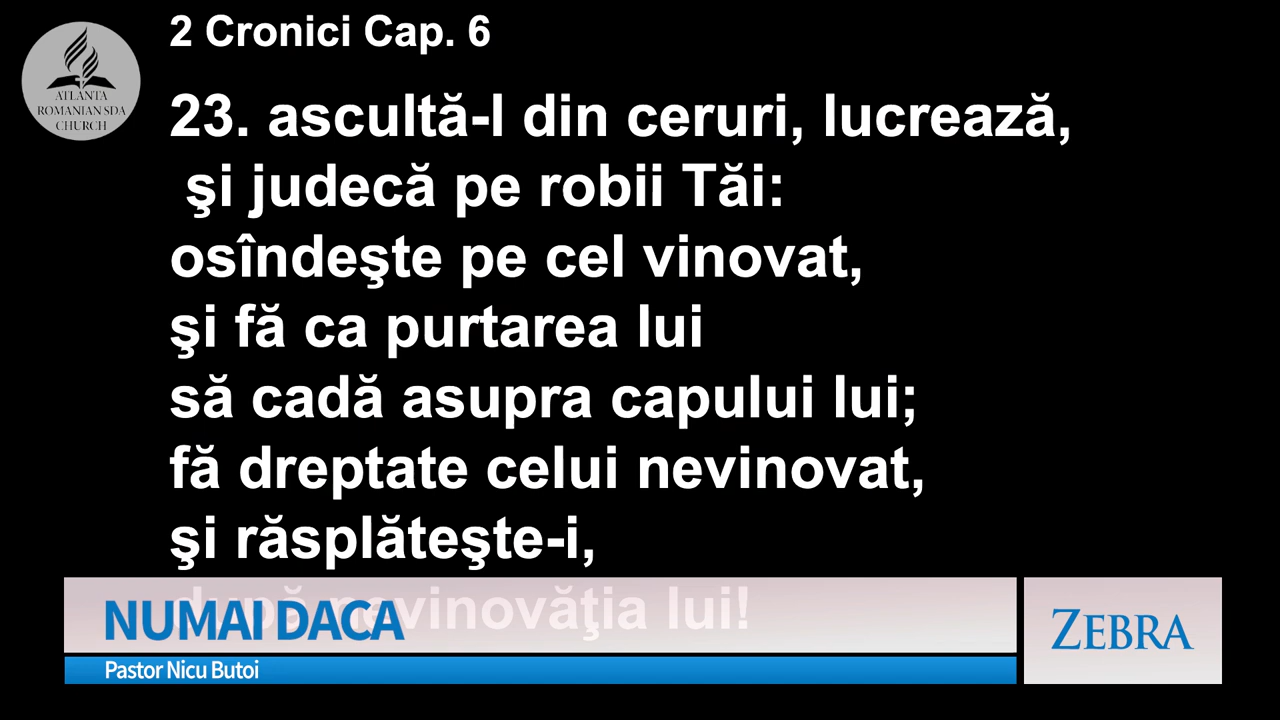 2 Cronici Cap. 6
ATLANTA
ROMANIAN SDA
CHURCH
23. ascultă-l din ceruri, lucrează,
şi judecă pe robii Tăi:
osîndeşte pe cel vinovat,
şi fă ca purtarea lui
să cadă asupra capului lui;
fă dreptate celui nevinovat,
şi răsplăteşte-i,
după nevinovăţia lui!
NUMAI DACA
Pastor Nicu Butoi
ZEBRA